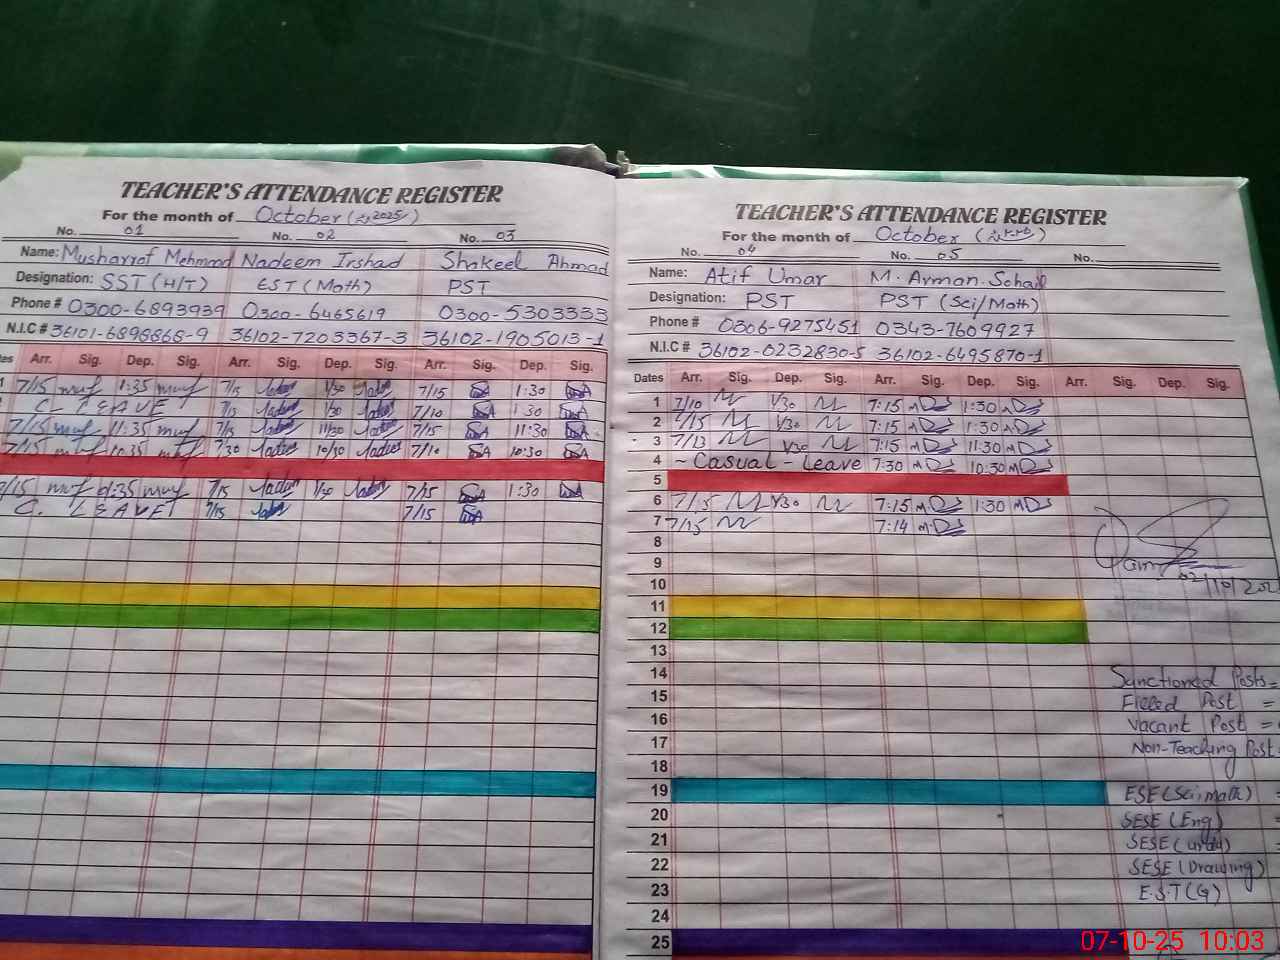 TEACHER'S ATTENDANCE REGISTER
For the month of October (2025)
No. 01 No. 02 No. 03
Name: Musharraf Mehmood Nadeem Irshad Shakeel Ahmad
Designation: SST (H/T) EST (Math) PST
Phone # 0300-6893939 0300-6465619 0300-5303333
N.I.C # 36101-6898868-9 36102-7203367-3 36102-1905013-1
Arr. Sig. Dep. Sig. Arr. Sig. Dep. Sig. Arr. Sig. Dep. Sig.
7/15 1:35 7/15 1/30 7/15 1:30
C. LEAVE 7/15 1/30 7/10 1:30
7/15 11:35 7/15 11/30 7/15 11:30
7/15 10:35 7/30 10/30 7/10 10:30
7/15 1:35 7/15 1/30 7/15 1:30
C. LEAVE 7/15 7/15
TEACHER'S ATTENDANCE REGISTER
For the month of October
No. 04 No. 05 No.
Name: Atif Umar M. Arman Sohail
Designation: PST PST (Sci/Math)
Phone # 0306-9275451 0343-7609927
N.I.C # 36102-0232830-5 36102-6495870-1
Dates Arr. Sig. Dep. Sig. Arr. Sig. Dep. Sig. Arr. Sig. Dep. Sig.
1 7/10 1/30 7:15 1:30
2 7/15 1/30 7:15 1:30
3 7/13 1/30 7:15 11:30
4 ~ Casual - Leave 7:30 10:30
5
6 7/15 1/30 7:15 1:30
7 7/15 7:14
8
9
10
11
12
13
14
15
16
17
18
19
20
21
22
23
24
25
02/10/202
Sanctioned Posts =
Filled Post =
Vacant Post =
Non-Teaching Post =
ESE (Sci, math) =
SESE (Eng) =
SESE (urdu) =
SESE (Drawing)
E.S.T (G)
07-10-25 10:03